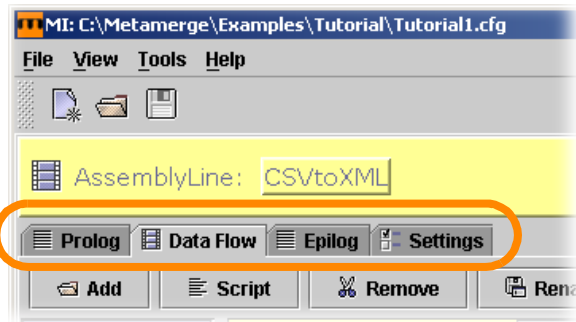 MI: C:\Metamerge\Examples\Tutorial\Tutorial1.cfg
File View Tools Help
AssemblyLine: CSVtoXML
Prolog Data Flow Epilog Settings
Add Script Remove